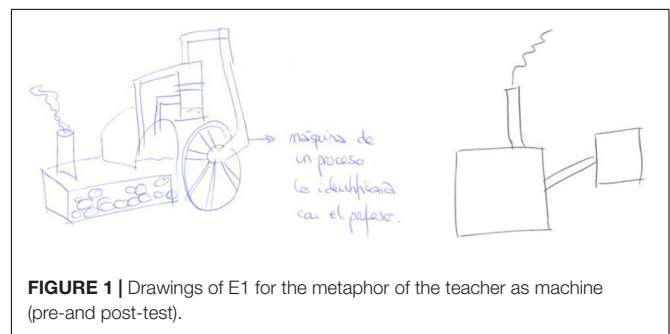 máquina de
un proceso.
Lo identificaría
con el profesor.
FIGURE 1 | Drawings of E1 for the metaphor of the teacher as machine
(pre-and post-test).